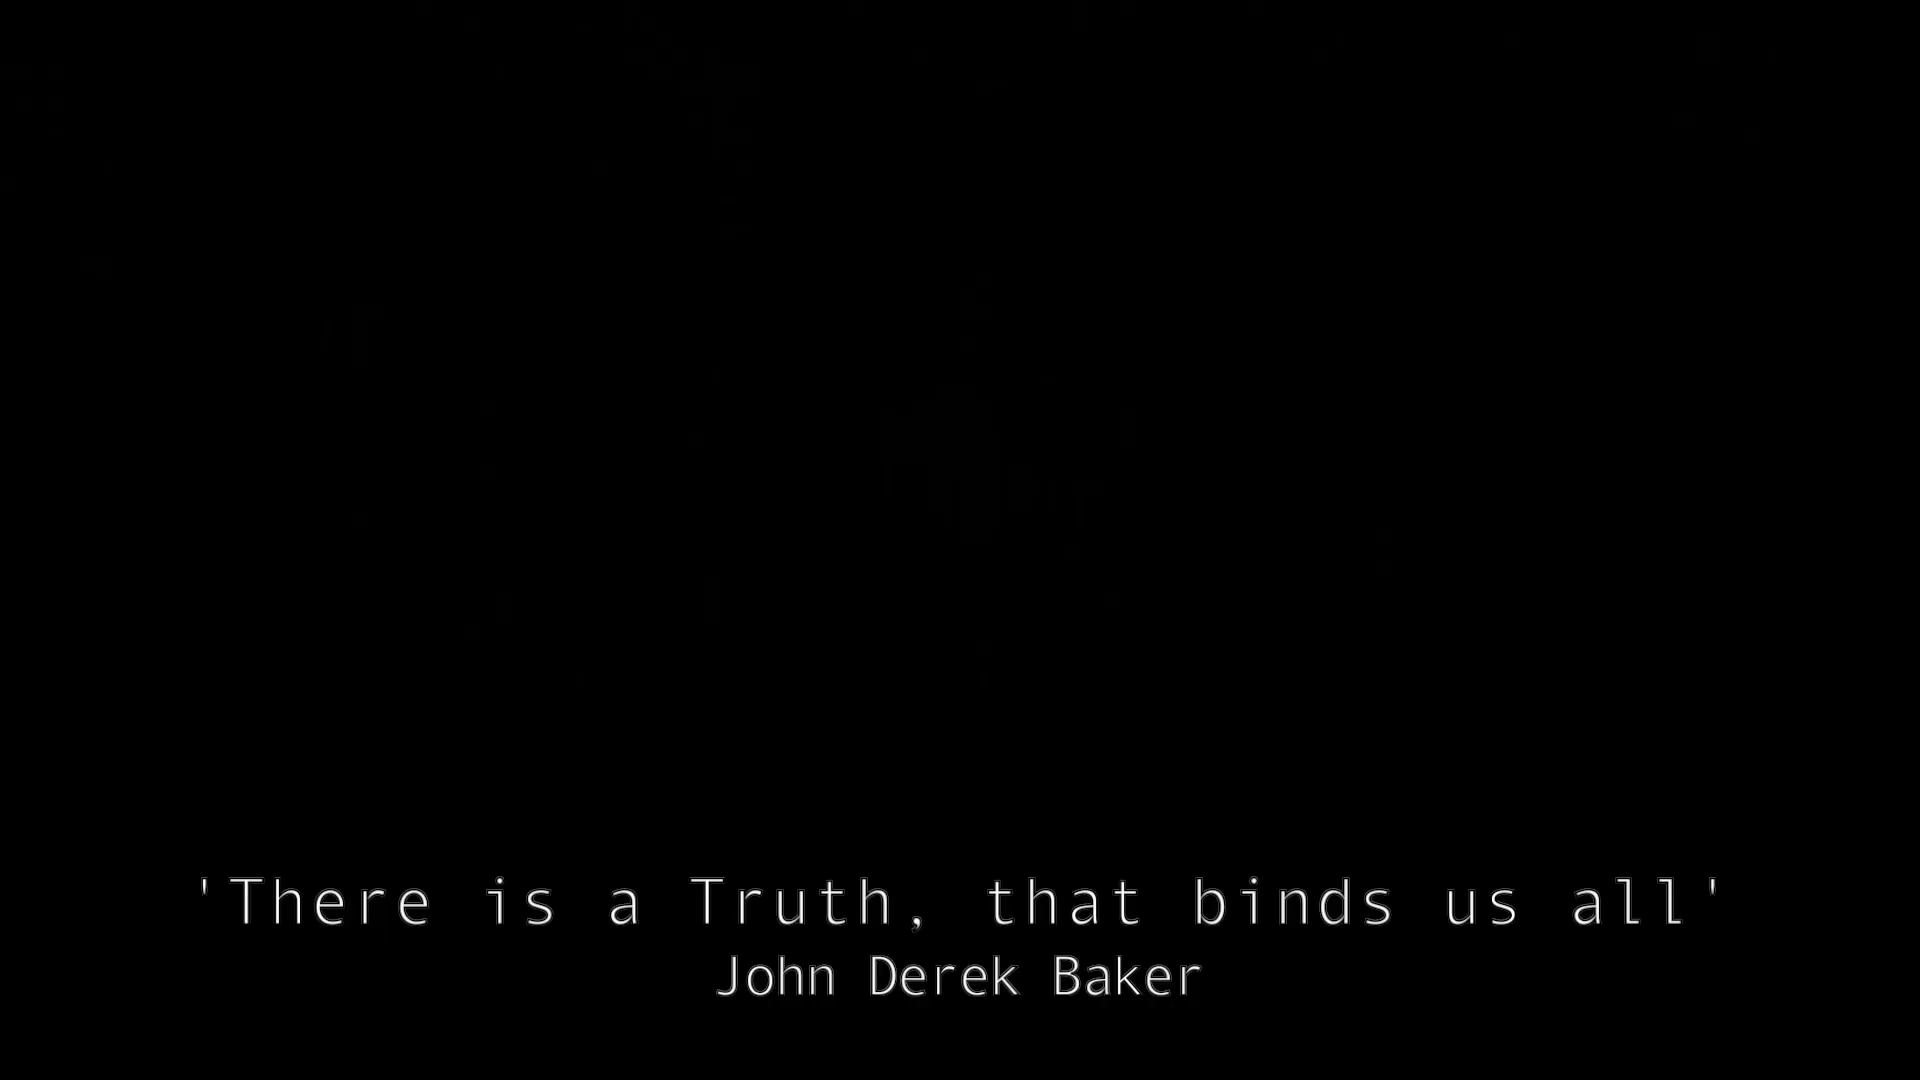 'There is a Truth, that binds us all'
John Derek Baker